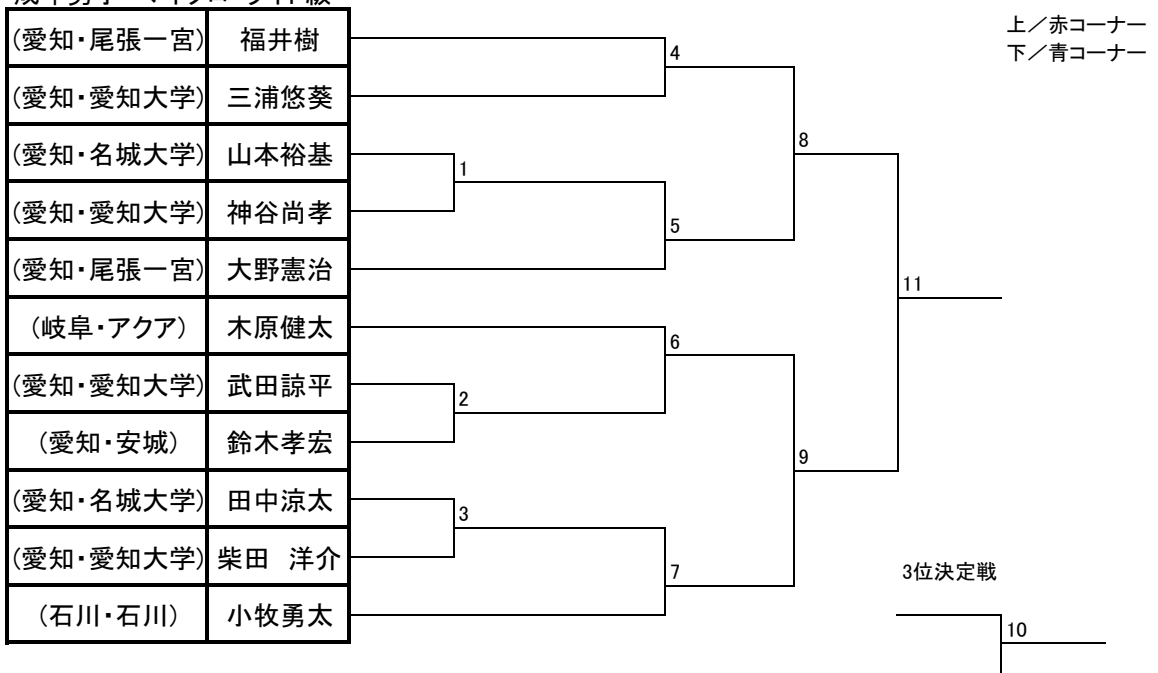 上／赤コーナー
下／青コーナー
(愛知・尾張一宮) 福井樹
(愛知・愛知大学) 三浦悠葵
(愛知・名城大学) 山本裕基
(愛知・愛知大学) 神谷尚孝
(愛知・尾張一宮) 大野憲治
(岐阜・アクア) 木原健太
(愛知・愛知大学) 武田諒平
(愛知・安城) 鈴木孝宏
(愛知・名城大学) 田中涼太
(愛知・愛知大学) 柴田　洋介
(石川・石川) 小牧勇太
1
2
3
4
5
6
7
8
9
11
3位決定戦
10